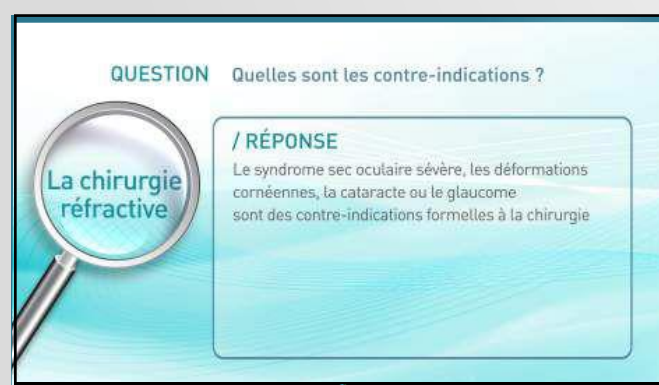 QUESTION Quelles sont les contre-indications ?
La chirurgie
réfractive
/ RÉPONSE
Le syndrome sec oculaire sévère, les déformations
cornéennes, la cataracte ou le glaucome
sont des contre-indications formelles à la chirurgie